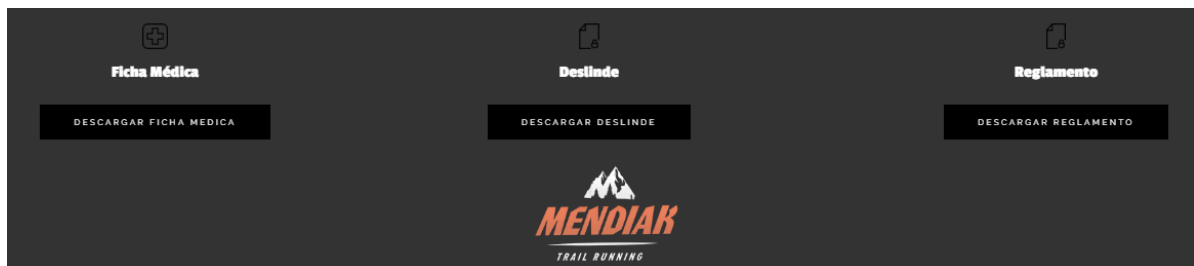 Ficha Médica
Deslinde
Reglamento
DESCARGAR FICHA MEDICA
DESCARGAR DESLINDE
DESCARGAR REGLAMENTO
MENDIAK
TRAIL RUNNING